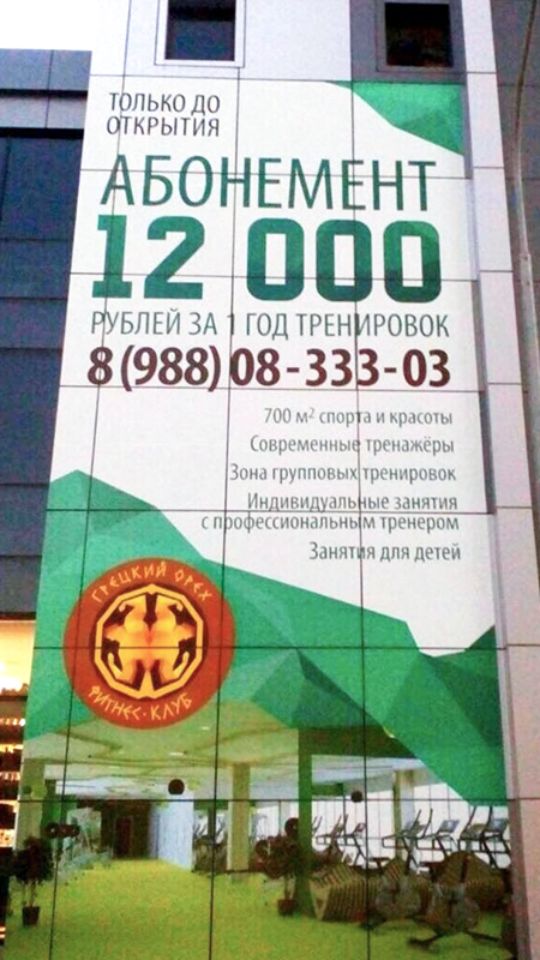 ТОЛЬКО ДО
ОТКРЫТИЯ
АБОНЕМЕНТ
12 000
РУБЛЕЙ ЗА 1 ГОД ТРЕНИРОВОК
8 (988) 08-333-03
700 м² спорта и красоты
Современные тренажёры
Зона групповых тренировок
Индивидуальные занятия
с профессиональным тренером
Занятия для детей
ГРЕЦКИЙ ОРЕХ
ФИТНЕС·КЛУБ